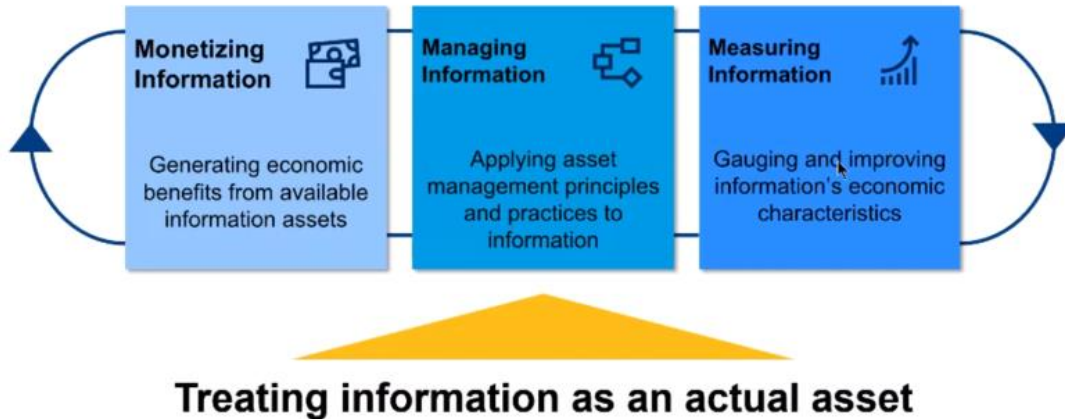 Monetizing
Information
Generating economic
benefits from available
information assets
Managing
Information
Applying asset
management principles
and practices to
information
Measuring
Information
Gauging and improving
information's economic
characteristics
Treating information as an actual asset